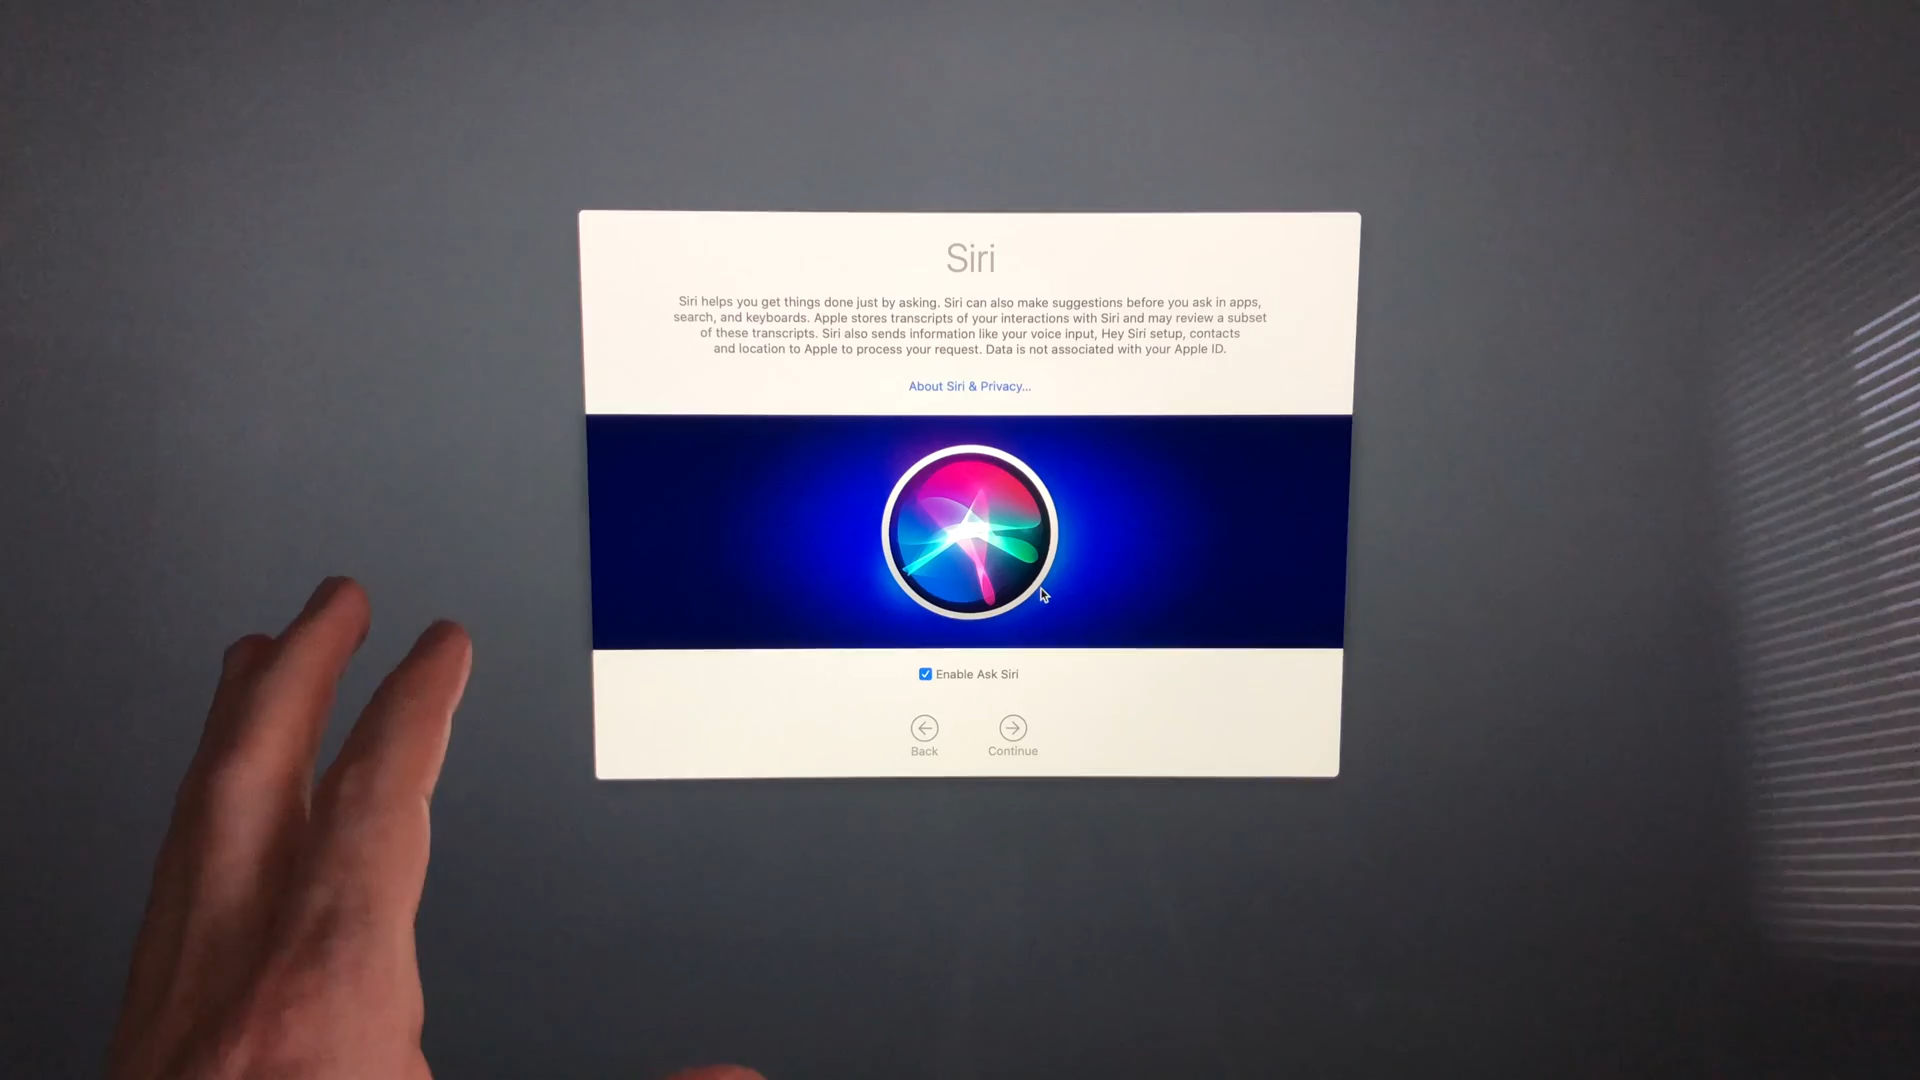 Siri
Siri helps you get things done just by asking. Siri can also make suggestions before you ask in apps,
search, and keyboards. Apple stores transcripts of your interactions with Siri and may review a subset
of these transcripts. Siri also sends information like your voice input, Hey Siri setup, contacts
and location to Apple to process your request. Data is not associated with your Apple ID.
About Siri & Privacy...
Enable Ask Siri
Back
Continue